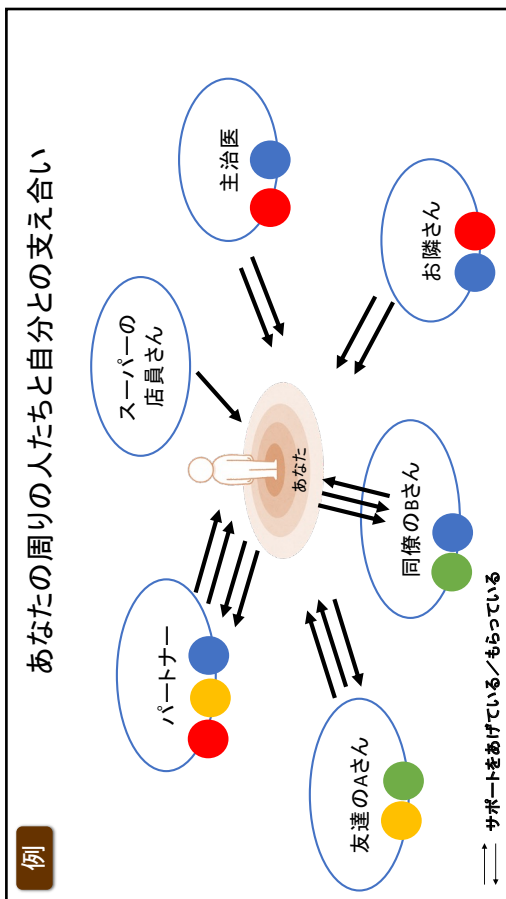 例
あなたの周りの人たちと自分との支え合い
パートナー
スーパーの
店員さん
主治医
あなた
友達のAさん
同僚のBさん
お隣さん
サポートをあげている/もらっている